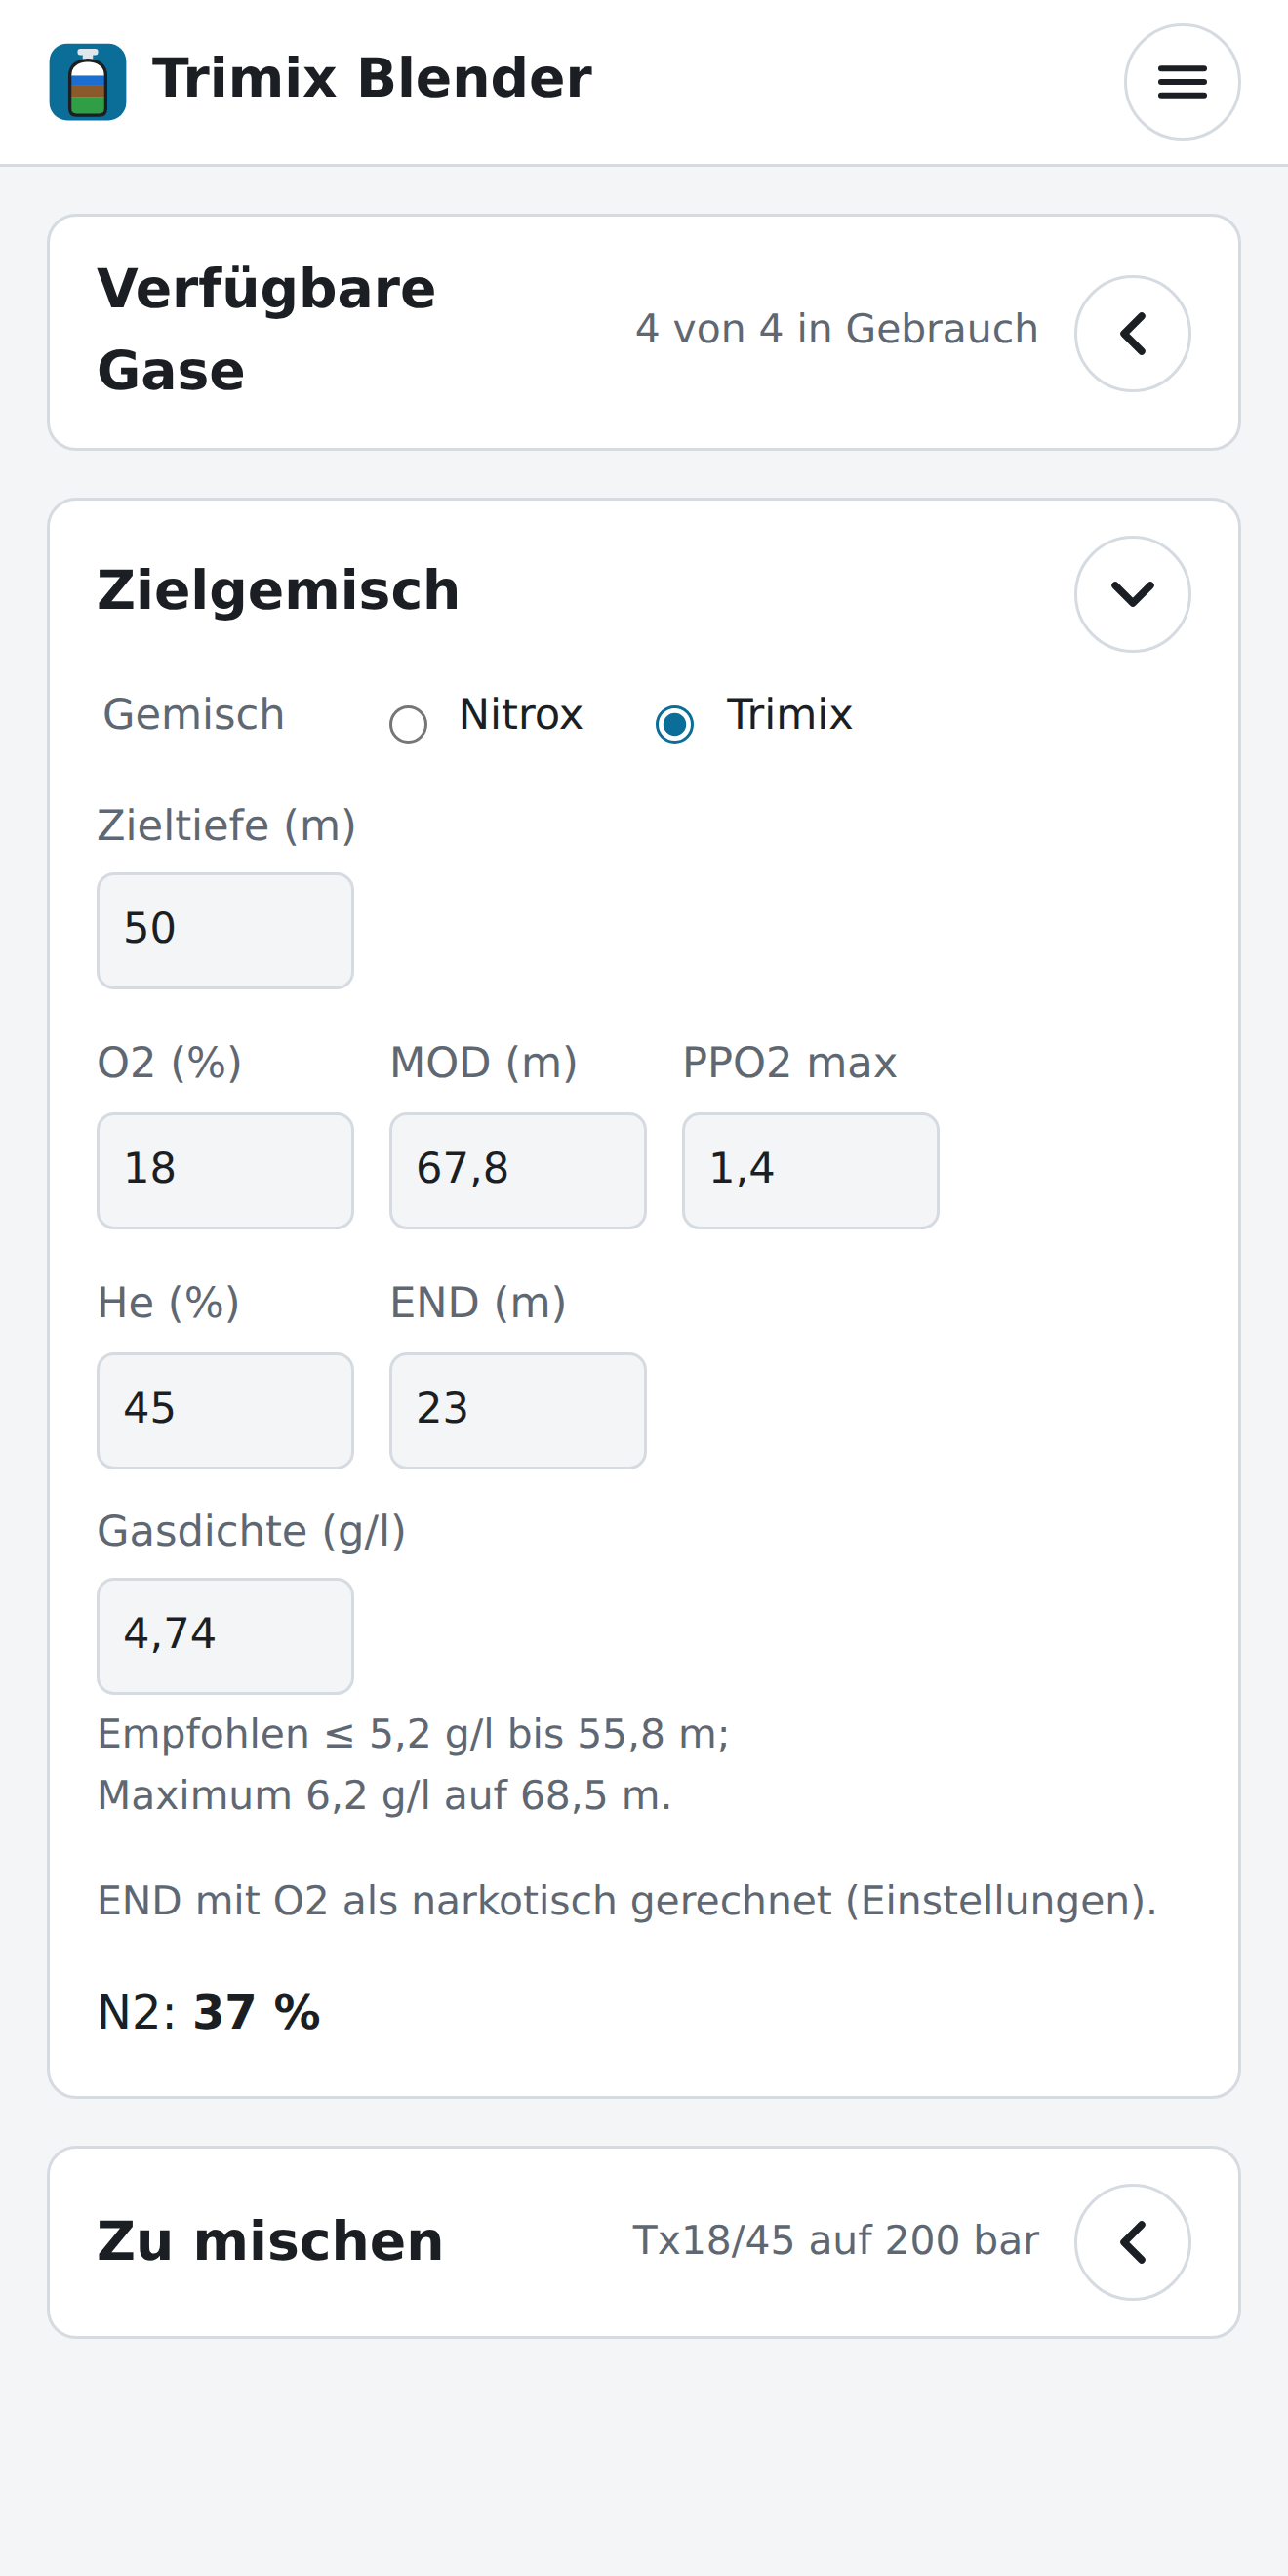 Trimix Blender
Verfügbare
Gase
4 von 4 in Gebrauch
Zielgemisch
Gemisch Nitrox Trimix
Zieltiefe (m)
50
O2 (%) MOD (m) PPO2 max
18 67,8 1,4
He (%) END (m)
45 23
Gasdichte (g/l)
4,74
Empfohlen ≤ 5,2 g/l bis 55,8 m;
Maximum 6,2 g/l auf 68,5 m.
END mit O2 als narkotisch gerechnet (Einstellungen).
N2: 37 %
Zu mischen Tx18/45 auf 200 bar